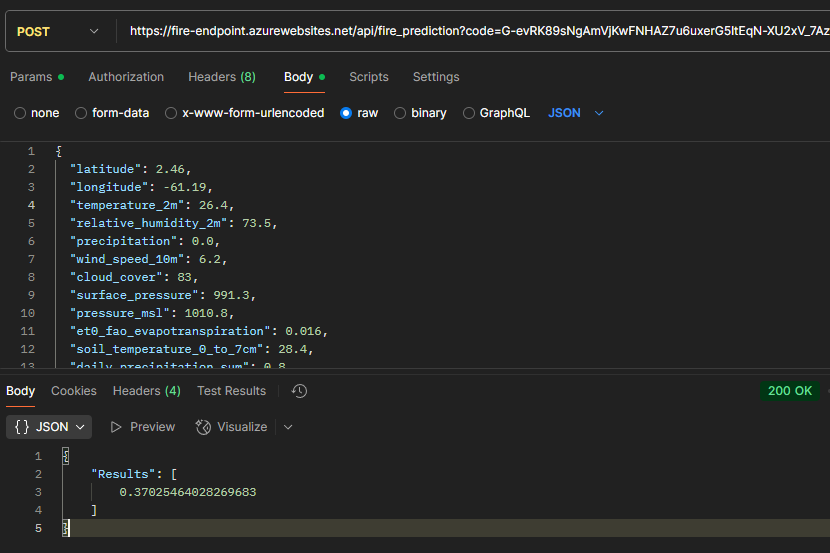 POST https://fire-endpoint.azurewebsites.net/api/fire_prediction?code=G-evRK89sNgAmVjKwFNHAZ7u6uxerG5ltEqN-XU2xV_7Az
Params Authorization Headers (8) Body Scripts Settings
none form-data x-www-form-urlencoded raw binary GraphQL JSON
1 {
2 "latitude": 2.46,
3 "longitude": -61.19,
4 "temperature_2m": 26.4,
5 "relative_humidity_2m": 73.5,
6 "precipitation": 0.0,
7 "wind_speed_10m": 6.2,
8 "cloud_cover": 83,
9 "surface_pressure": 991.3,
10 "pressure_msl": 1010.8,
11 "et0_fao_evapotranspiration": 0.016,
12 "soil_temperature_0_to_7cm": 28.4,
13 "daily_precipitation_sum": 0.8
Body Cookies Headers (4) Test Results 200 OK
{} JSON Preview Visualize
1 {
2 "Results": [
3 0.37025464028269683
4 ]
5 }